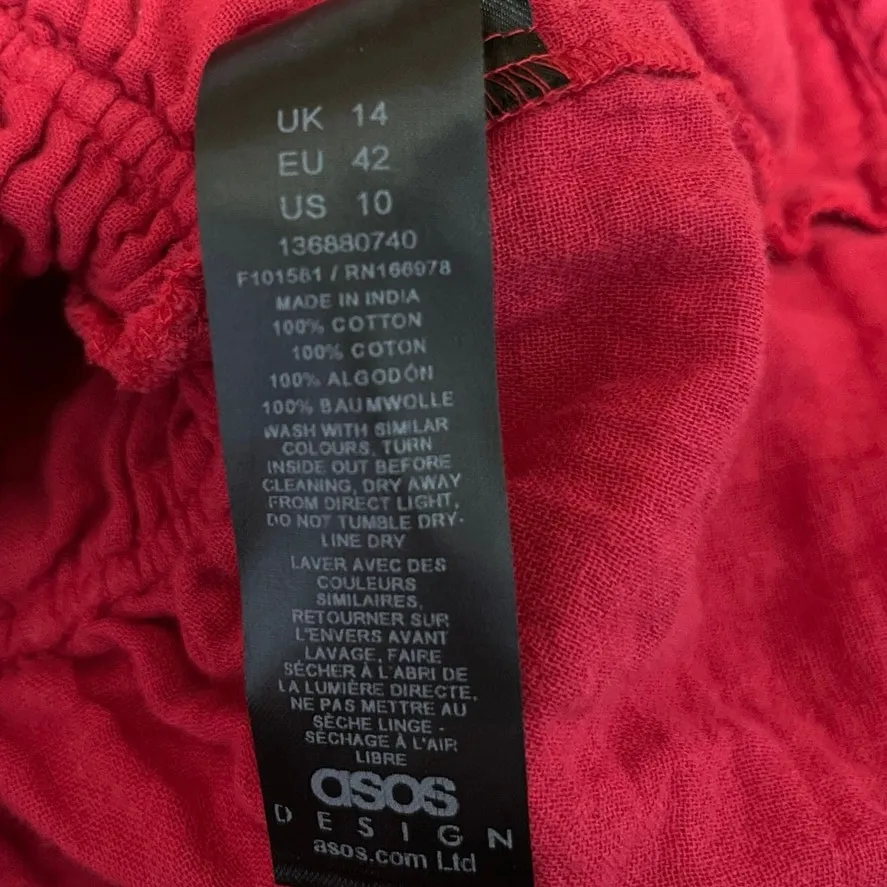 UK 14
EU 42
US 10
136880740
F101581 / RN166978
MADE IN INDIA
100% COTTON
100% COTON
100% ALGODÓN
100% BAUMWOLLE
WASH WITH SIMILAR
COLOURS, TURN
INSIDE OUT BEFORE
CLEANING, DRY AWAY
FROM DIRECT LIGHT,
DO NOT TUMBLE DRY-
LINE DRY
LAVER AVEC DES
COULEURS
SIMILAIRES,
RETOURNER SUR
L'ENVERS AVANT
LAVAGE, FAIRE
SÉCHER À L'ABRI DE
LA LUMIÈRE DIRECTE,
NE PAS METTRE AU
SÈCHE LINGE -
SÉCHAGE À L'AIR
LIBRE
asos
DESIGN
asos.com Ltd